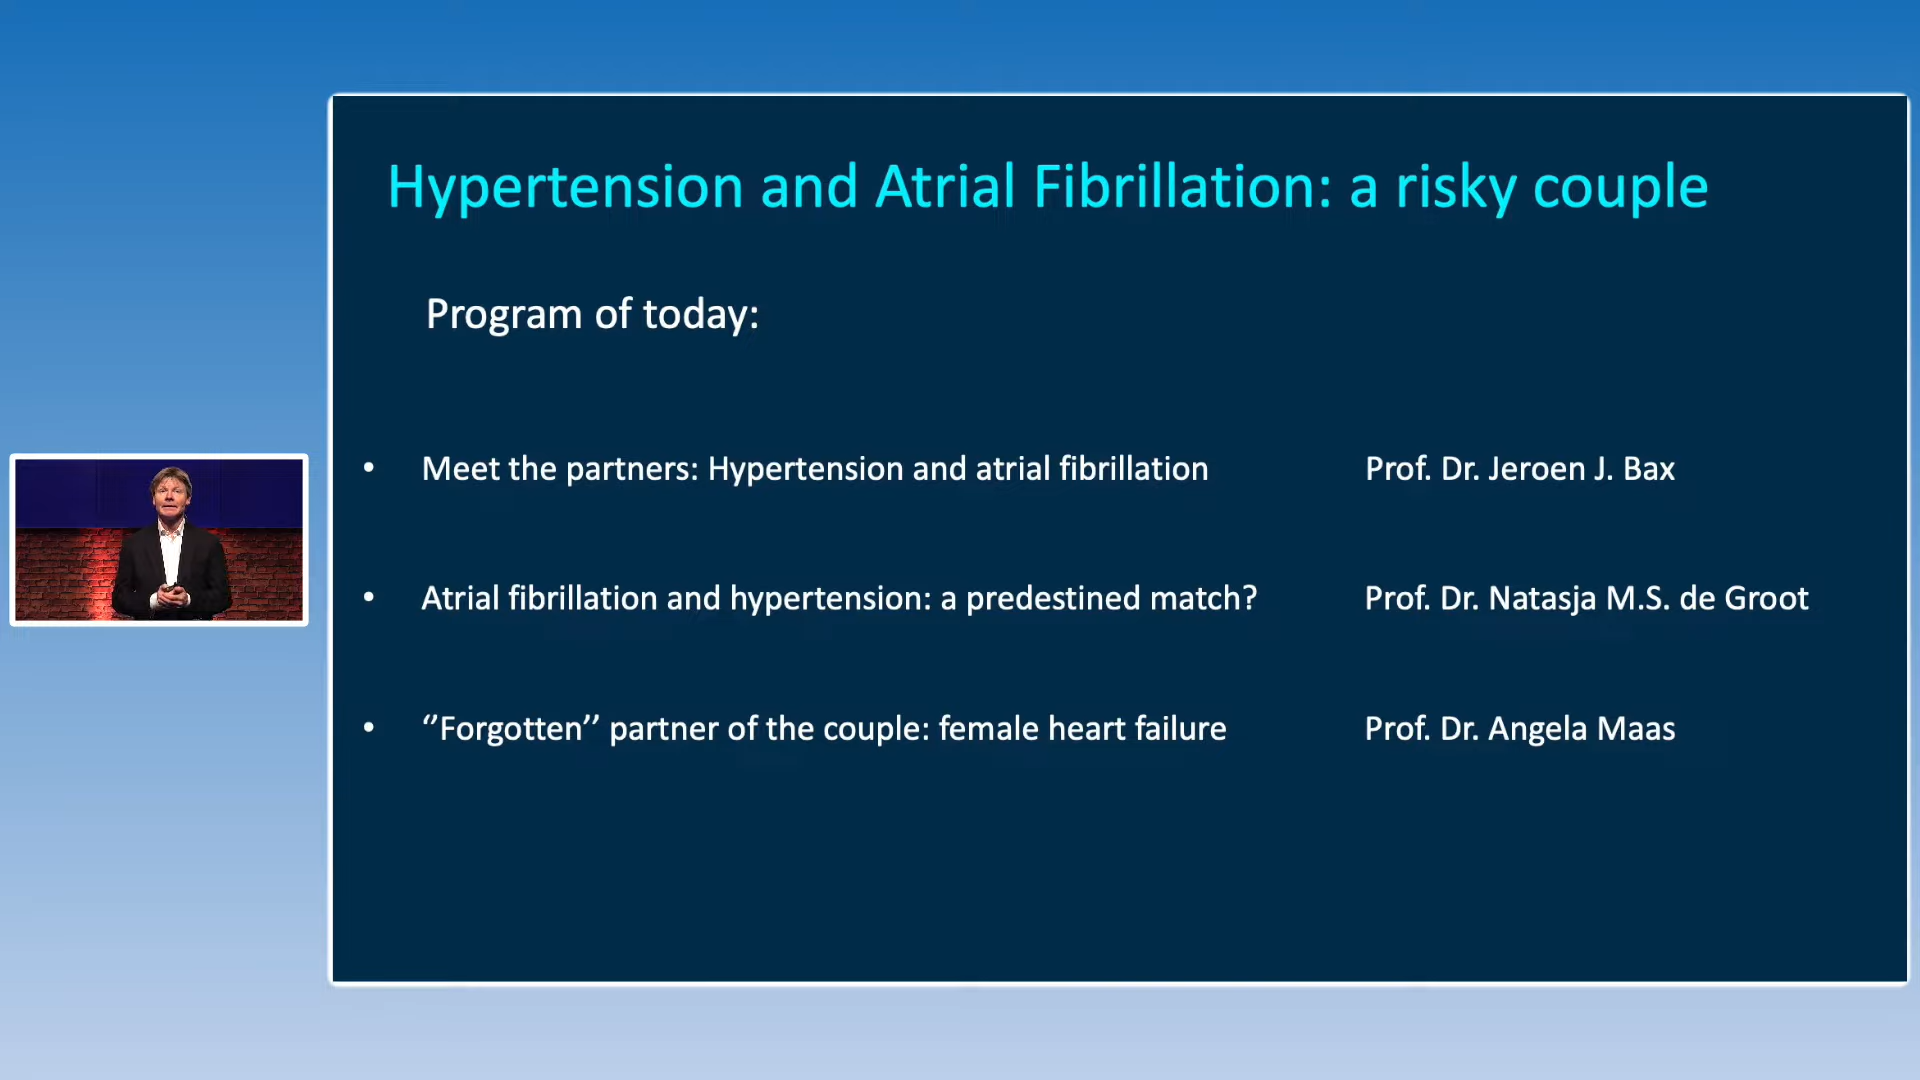 Hypertension and Atrial Fibrillation: a risky couple
Program of today:
• Meet the partners: Hypertension and atrial fibrillation Prof. Dr. Jeroen J. Bax
• Atrial fibrillation and hypertension: a predestined match? Prof. Dr. Natasja M.S. de Groot
• ‘’Forgotten’’ partner of the couple: female heart failure Prof. Dr. Angela Maas